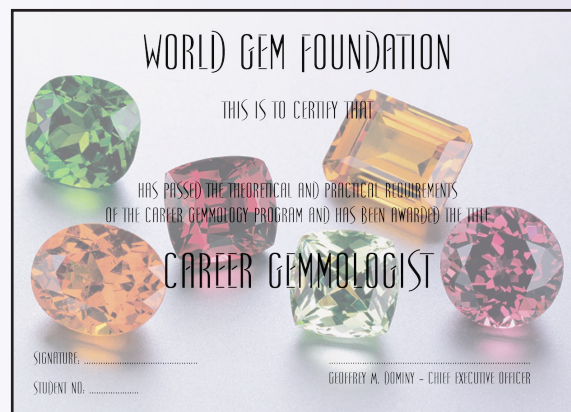 WORLD GEM FOUNDATION
THIS IS TO CERTIFY THAT
HAS PASSED THE THEORETICAL AND PRACTICAL REQUIREMENTS
OF THE CAREER GEMMOLOGY PROGRAM AND HAS BEEN AWARDED THE TITLE
CAREER GEMMOLOGIST
SIGNATURE: ............................................
STUDENT NO: ....................
................................................................................
GEOFFREY M. DOMINY - CHIEF EXECUTIVE OFFICER